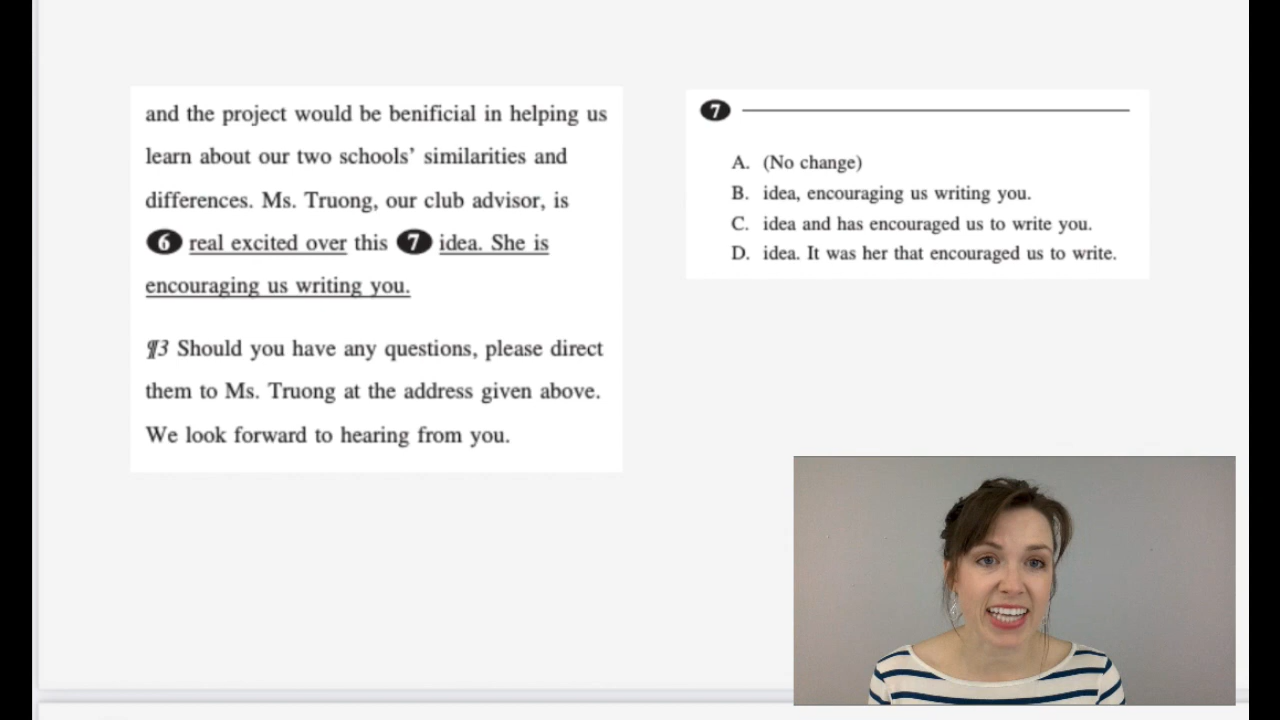 and the project would be benificial in helping us
learn about our two schools’ similarities and
differences. Ms. Truong, our club advisor, is
6 real excited over this 7 idea. She is
encouraging us writing you.
¶3 Should you have any questions, please direct
them to Ms. Truong at the address given above.
We look forward to hearing from you.
7
A. (No change)
B. idea, encouraging us writing you.
C. idea and has encouraged us to write you.
D. idea. It was her that encouraged us to write.